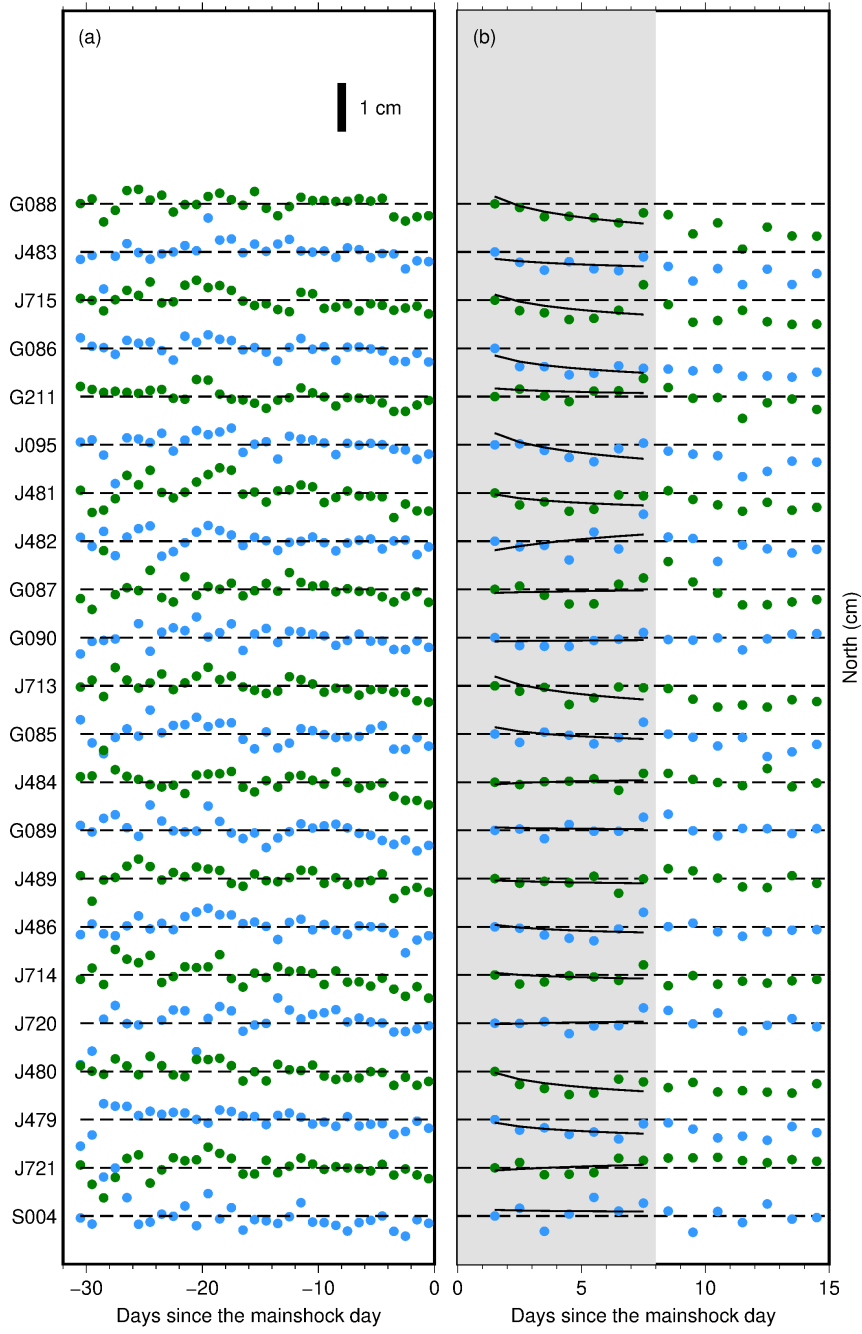 (a)
(b)
1 cm
G088
J483
J715
G086
G211
J095
J481
J482
G087
G090
J713
G085
J484
G089
J489
J486
J714
J720
J480
J479
J721
S004
North (cm)
−30 −20 −10 0
0 5 10 15
Days since the mainshock day
Days since the mainshock day